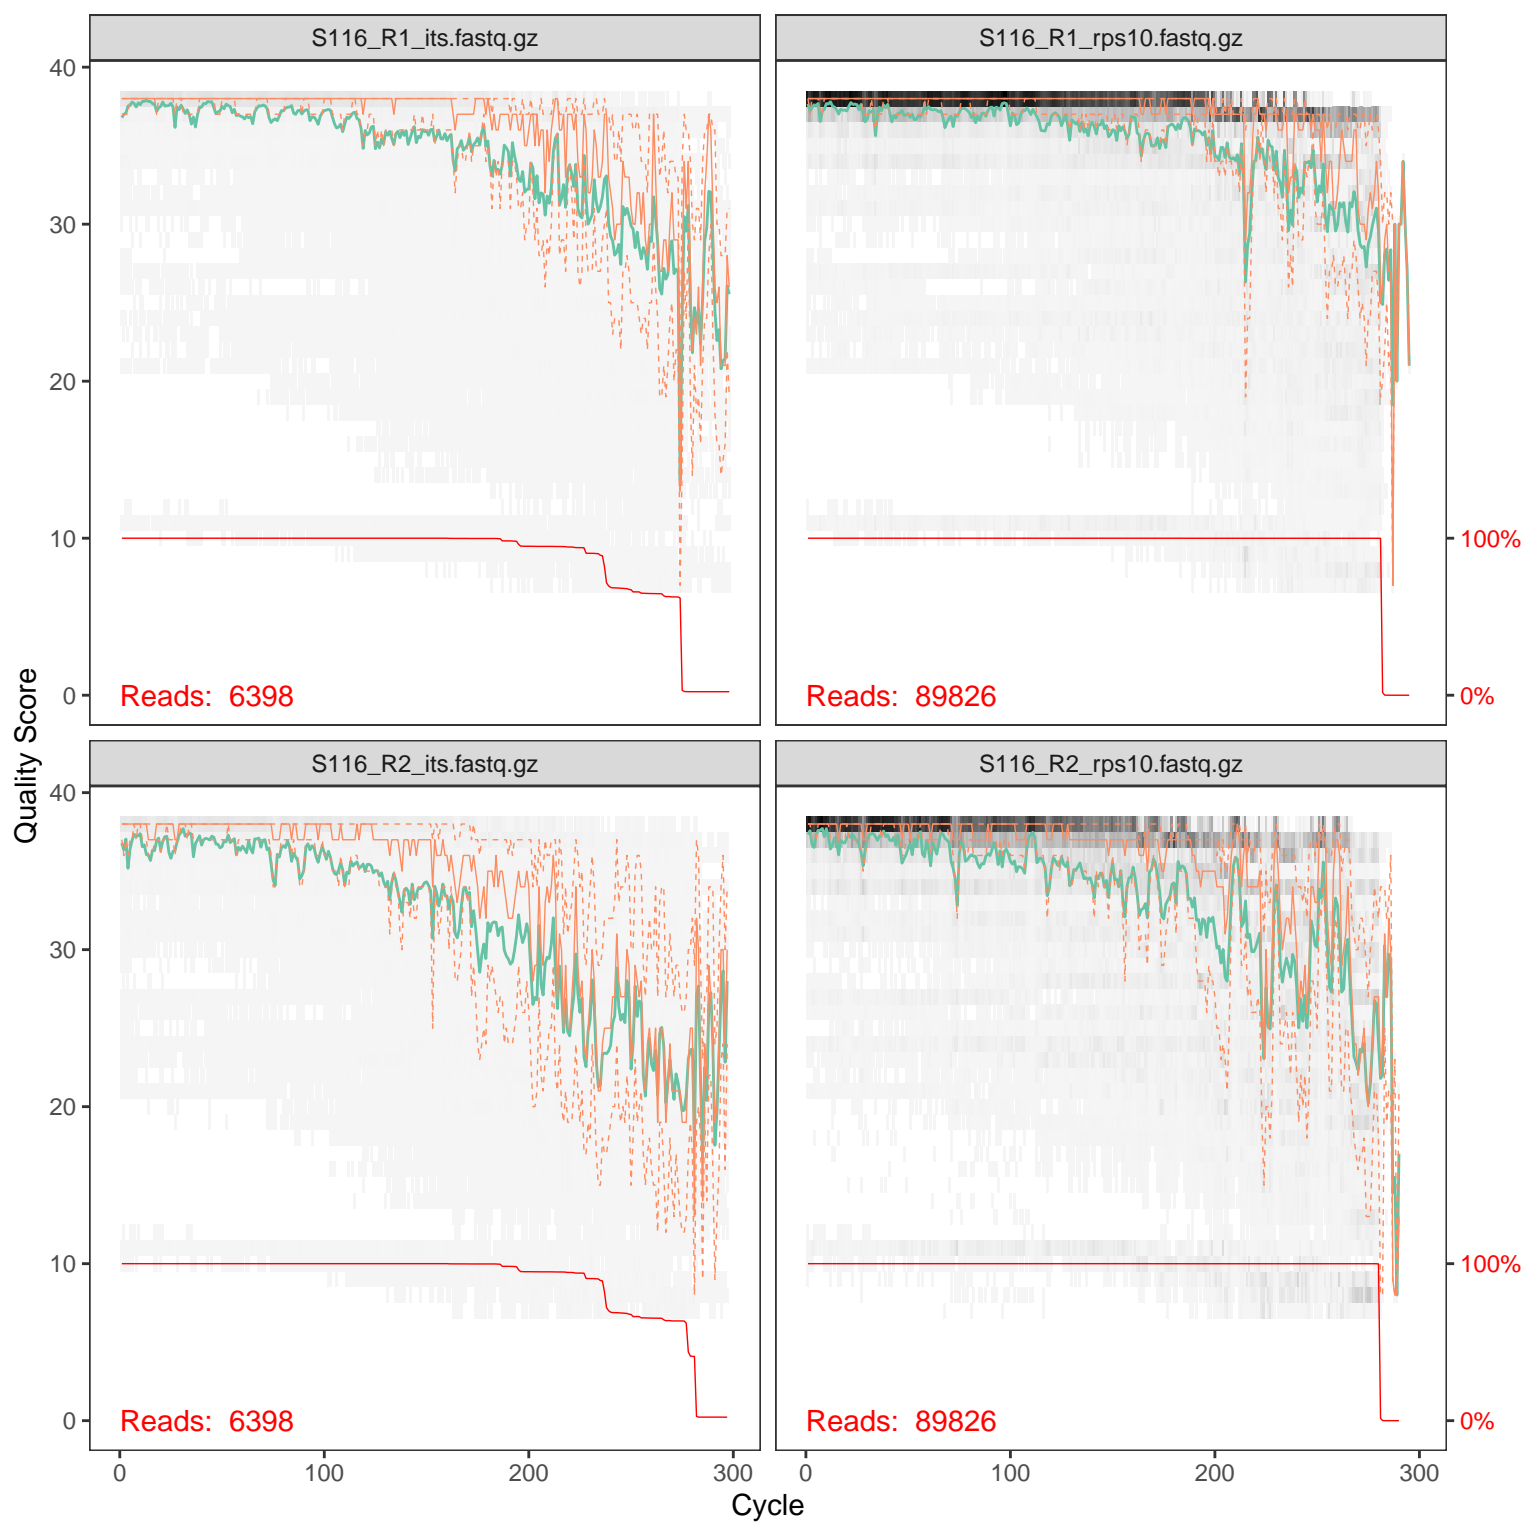 S116_R1_its.fastq.gz
S116_R1_rps10.fastq.gz
40
30
20
10
0
100%
0%
Reads: 6398
Reads: 89826
Quality Score
S116_R2_its.fastq.gz
S116_R2_rps10.fastq.gz
40
30
20
10
0
100%
0%
Reads: 6398
Reads: 89826
0 100 200 300
0 100 200 300
Cycle